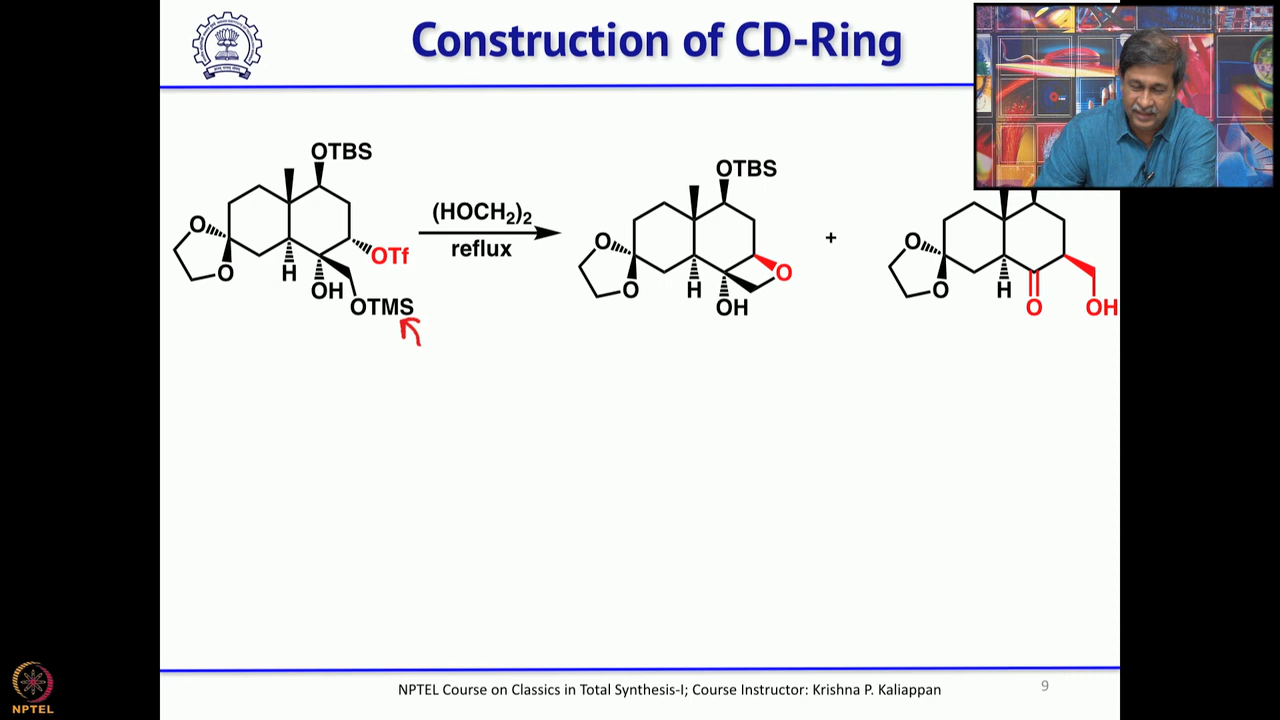 Construction of CD-Ring
OTBS
O
O
H
OH
OTf
OTMS
(HOCH2)2
reflux
OTBS
O
O
H
OH
O
+
O
O
H
O
OH
9
NPTEL Course on Classics in Total Synthesis-I; Course Instructor: Krishna P. Kaliappan
NPTEL